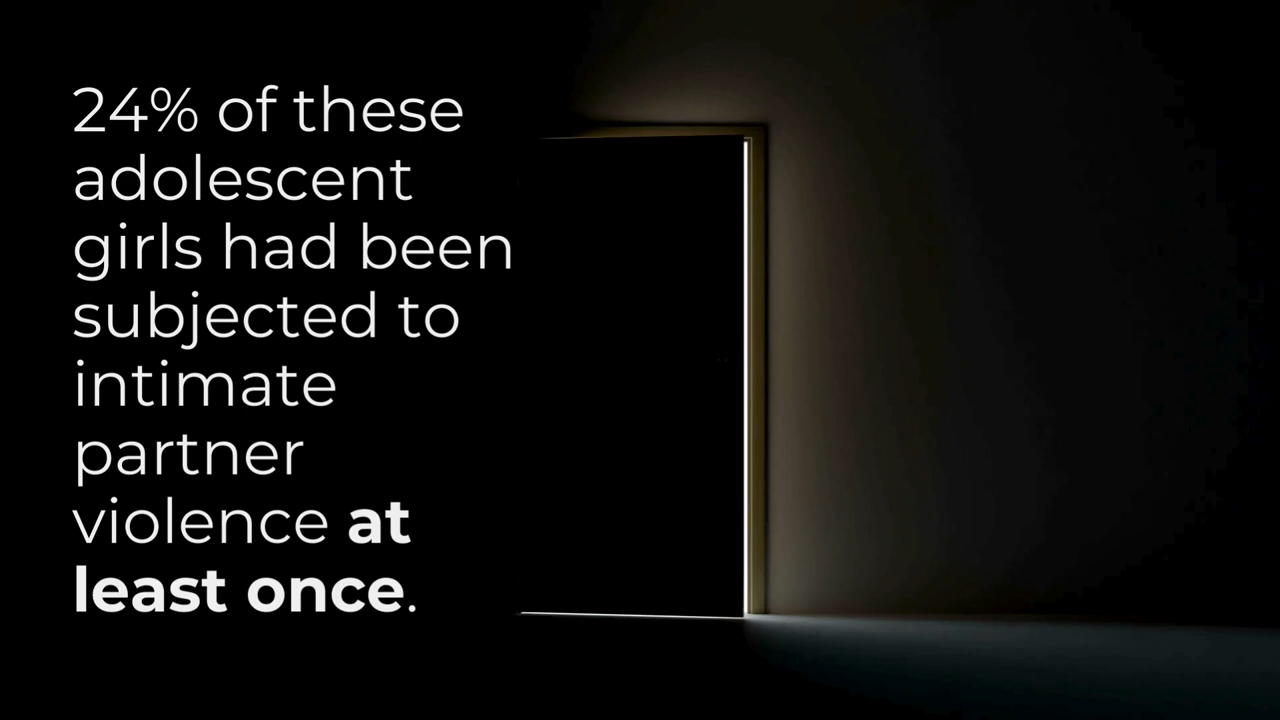 24% of these
adolescent
girls had been
subjected to
intimate
partner
violence at
least once.